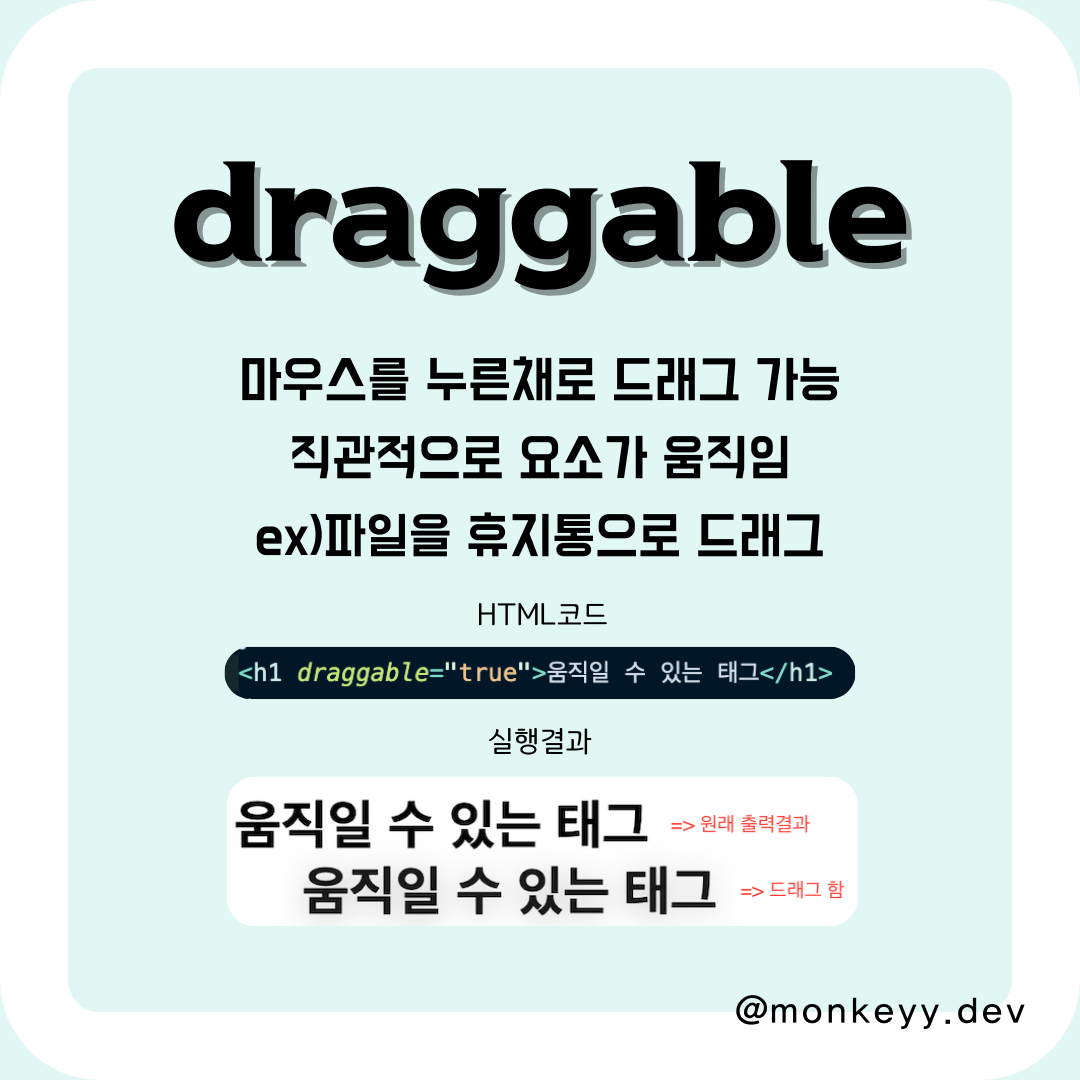 draggable
마우스를 누른채로 드래그 가능
직관적으로 요소가 움직임
ex)파일을 휴지통으로 드래그
HTML코드
<h1 draggable="true">움직일 수 있는 태그</h1>
실행결과
움직일 수 있는 태그 => 원래 출력결과
움직일 수 있는 태그 => 드래그 함
@monkeyy.dev